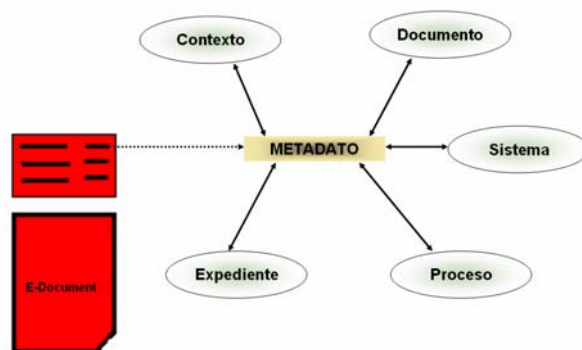 Contexto
Documento
METADATO
Sistema
E-Document
Expediente
Proceso